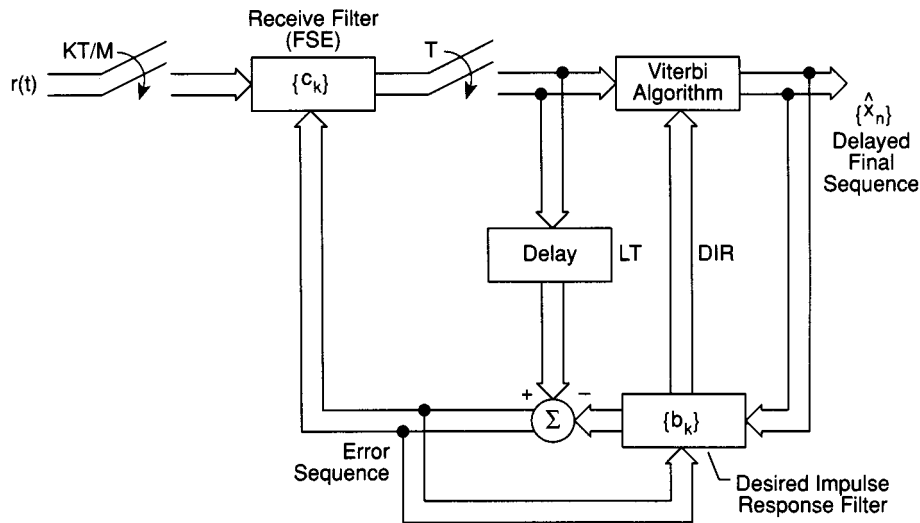 Receive Filter
(FSE)
KT/M
T
r(t)
{c_k}
Viterbi
Algorithm
{x̂_n}
Delayed
Final
Sequence
Delay
LT
DIR
+
−
Σ
{b_k}
Error
Sequence
Desired Impulse
Response Filter